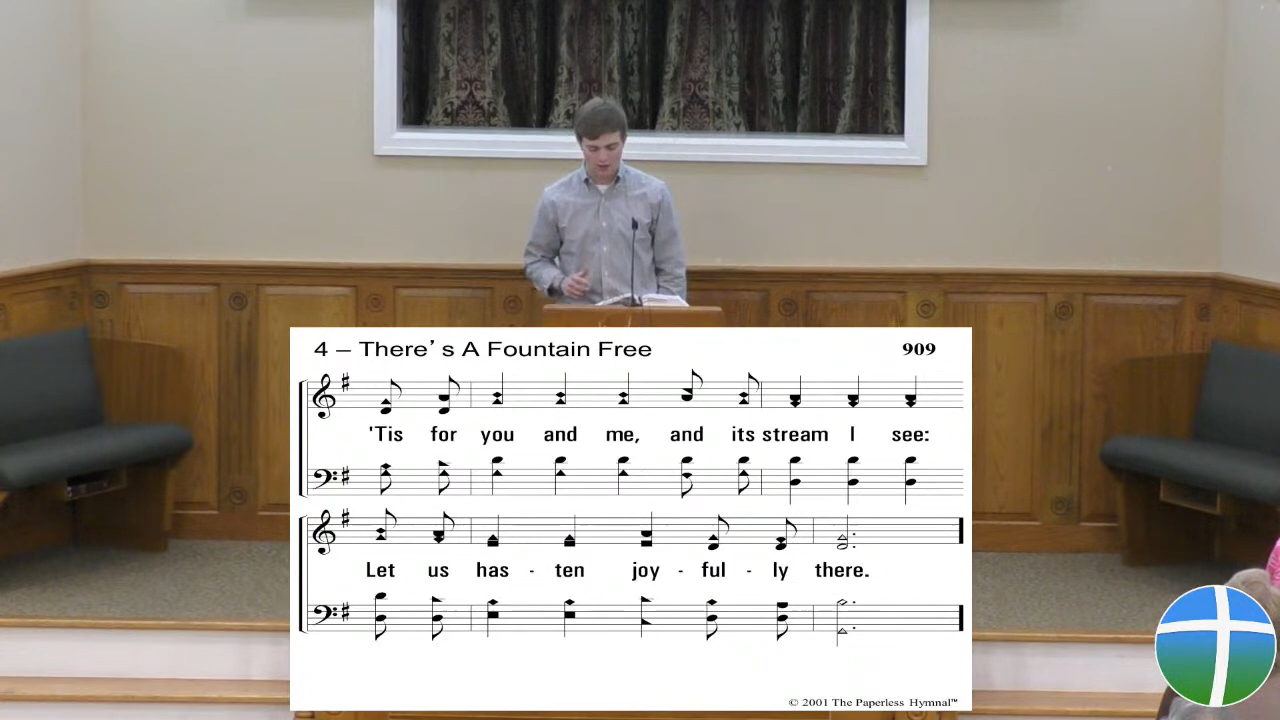 4 – There's A Fountain Free 909
'Tis for you and me, and its stream I see:
Let us has - ten joy - ful - ly there.
© 2001 The Paperless Hymnal™